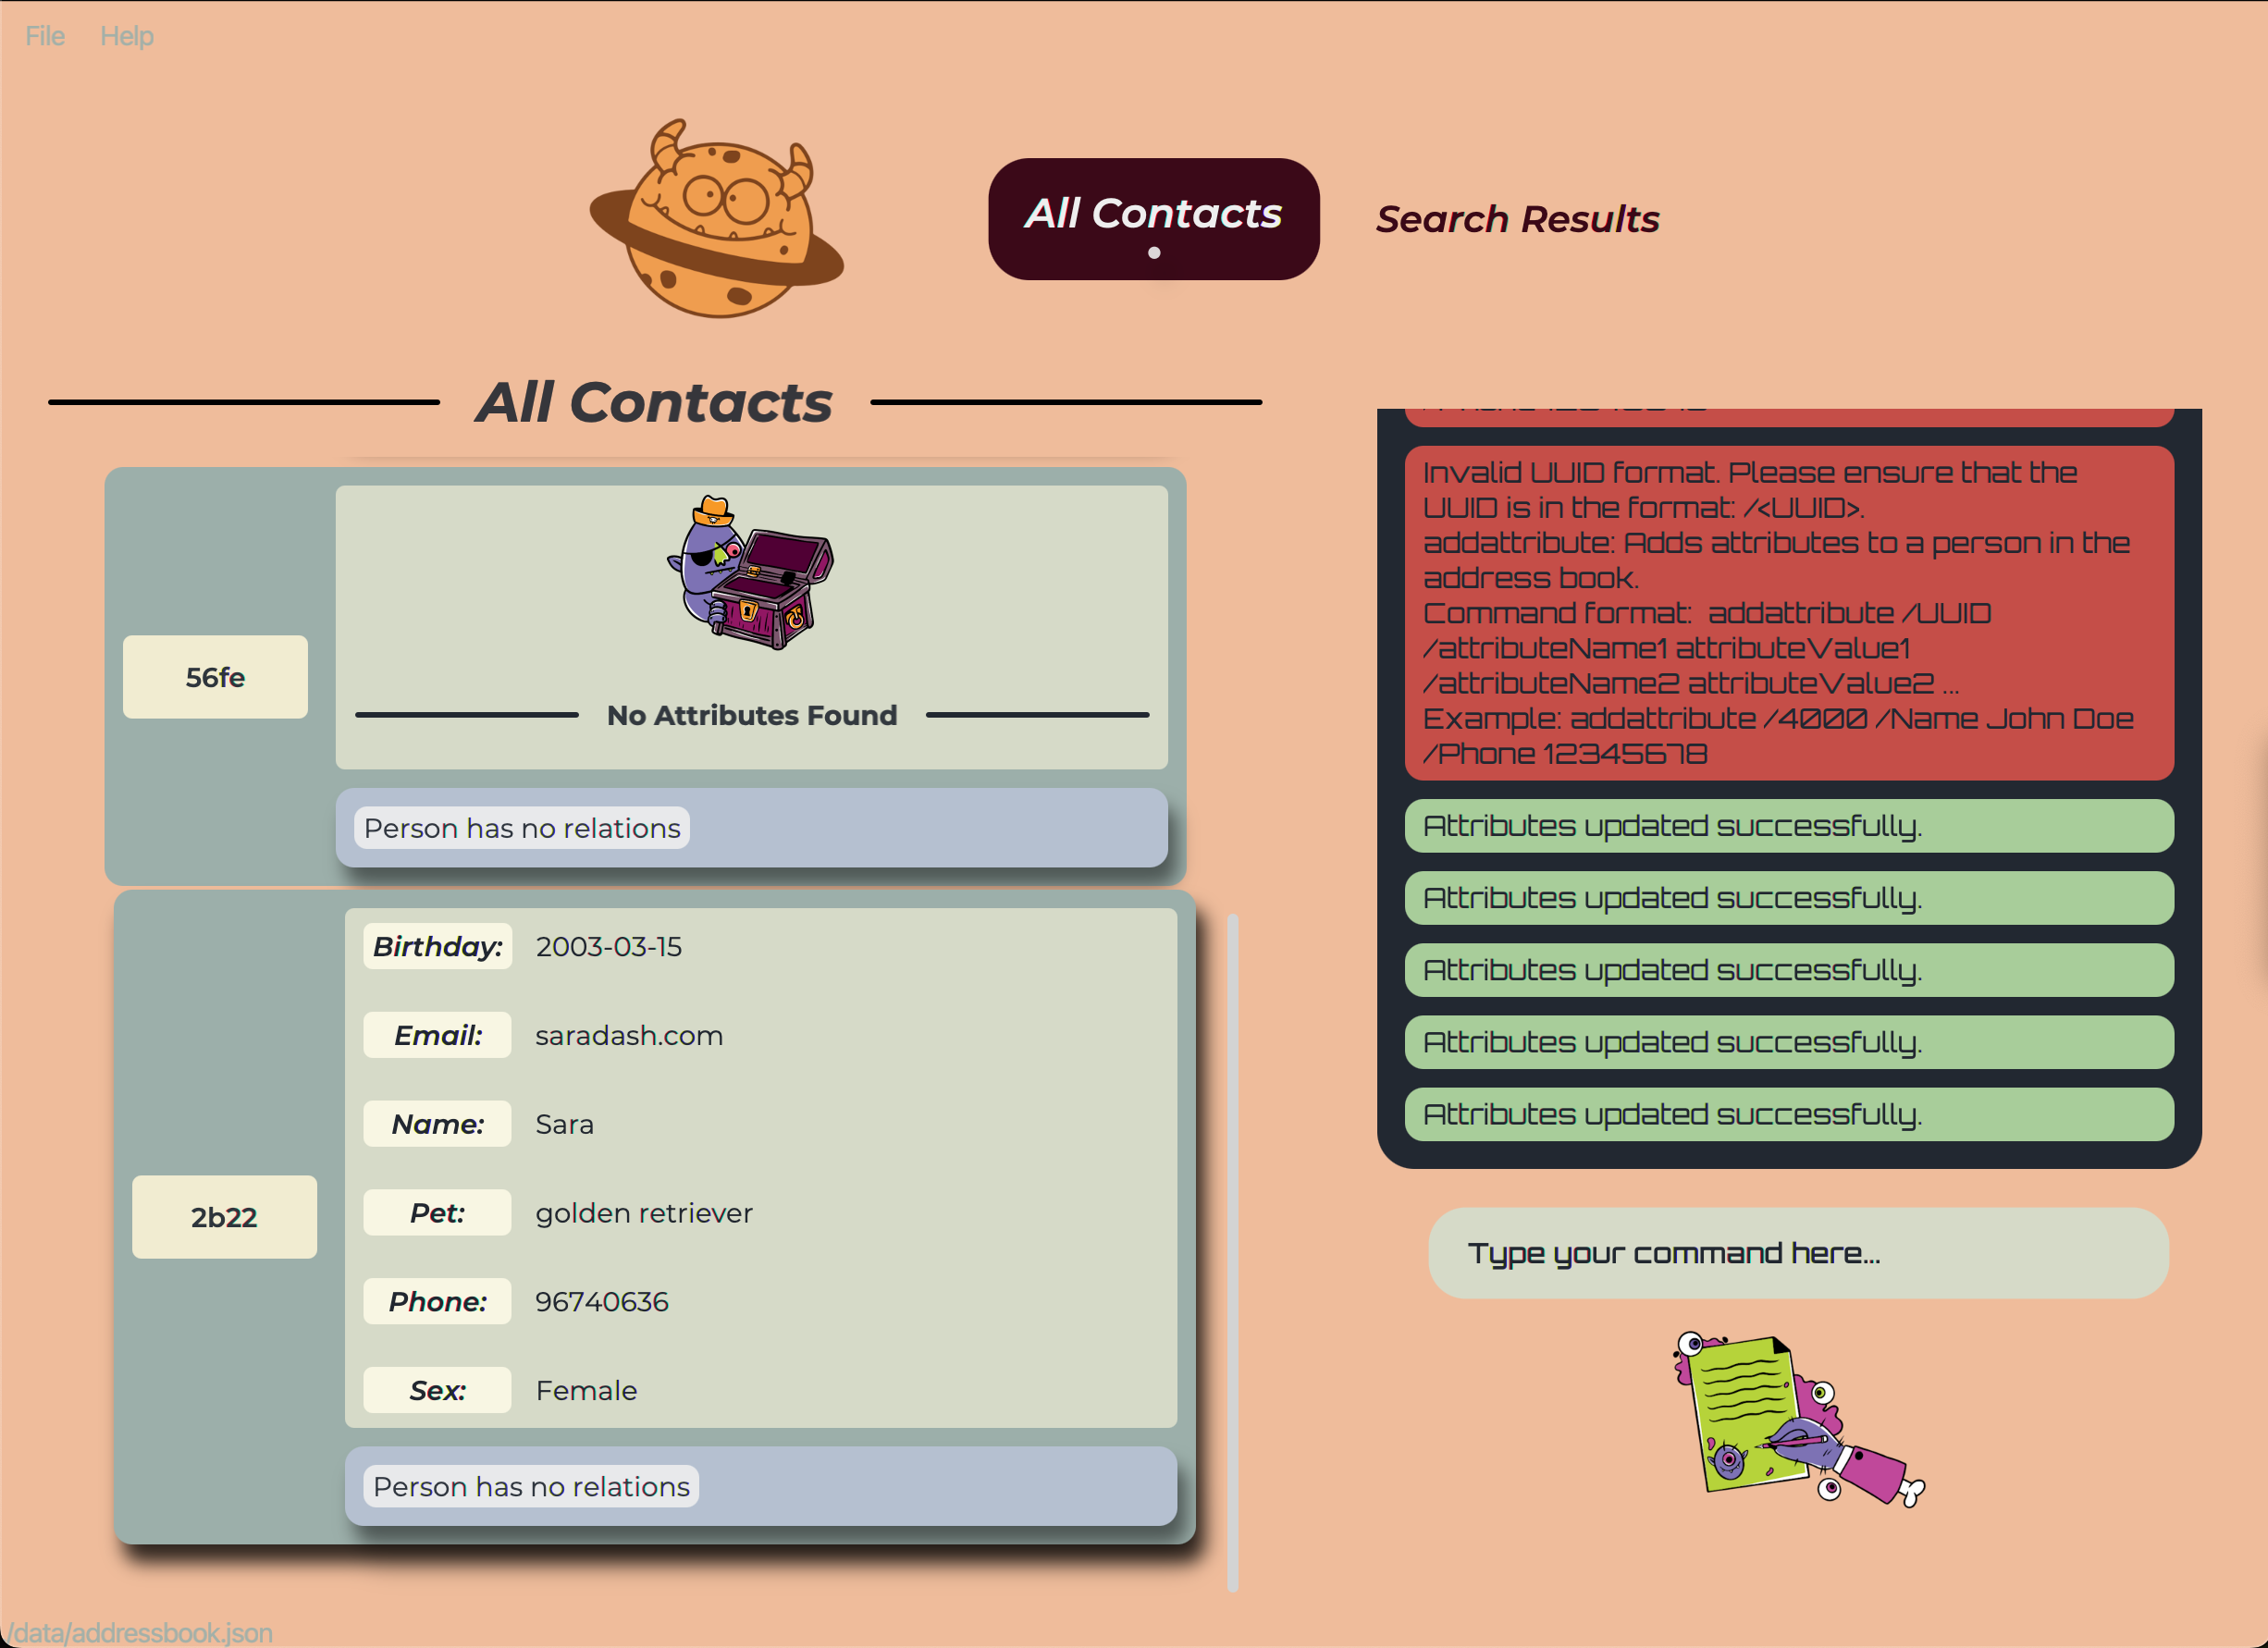 File Help
All Contacts
Search Results
All Contacts
56fe
No Attributes Found
Person has no relations
2b22
Birthday: 2003-03-15
Email: saradash.com
Name: Sara
Pet: golden retriever
Phone: 96740636
Sex: Female
Person has no relations
Invalid UUID format. Please ensure that the
UUID is in the format: /<UUID>.
addattribute: Adds attributes to a person in the
address book.
Command format:  addattribute /UUID
/attributeName1 attributeValue1
/attributeName2 attributeValue2 ...
Example: addattribute /4000 /Name John Doe
/Phone 12345678
Attributes updated successfully.
Attributes updated successfully.
Attributes updated successfully.
Attributes updated successfully.
Attributes updated successfully.
Type your command here...
/data/addressbook.json